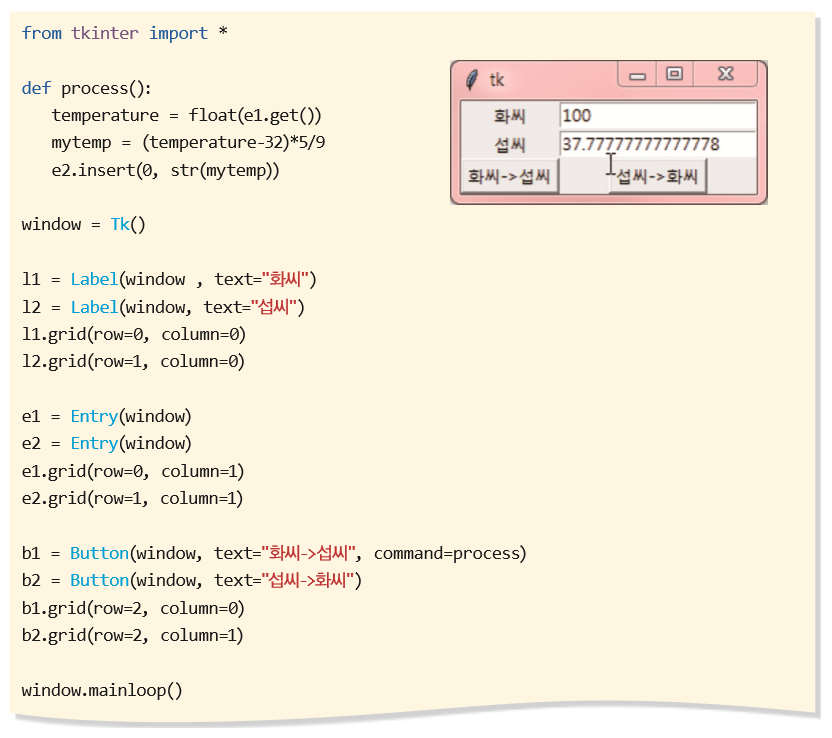 from tkinter import *
def process():
temperature = float(e1.get())
mytemp = (temperature-32)*5/9
e2.insert(0, str(mytemp))
window = Tk()
l1 = Label(window , text="화씨")
l2 = Label(window, text="섭씨")
l1.grid(row=0, column=0)
l2.grid(row=1, column=0)
e1 = Entry(window)
e2 = Entry(window)
e1.grid(row=0, column=1)
e2.grid(row=1, column=1)
b1 = Button(window, text="화씨->섭씨", command=process)
b2 = Button(window, text="섭씨->화씨")
b1.grid(row=2, column=0)
b2.grid(row=2, column=1)
window.mainloop()
tk
화씨 100
섭씨 37.77777777777778
화씨->섭씨 섭씨->화씨